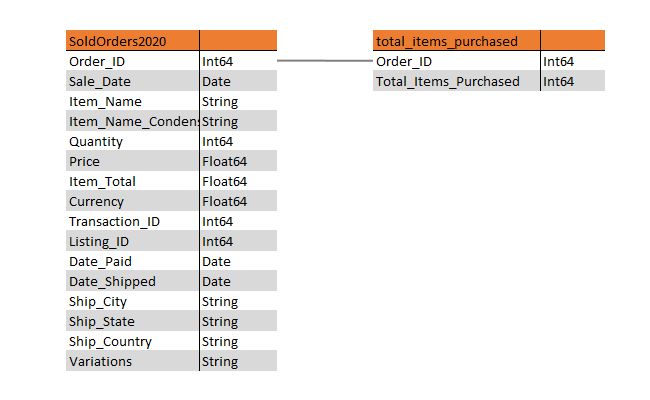 SoldOrders2020
Order_ID Int64
Sale_Date Date
Item_Name String
Item_Name_Condens String
Quantity Int64
Price Float64
Item_Total Float64
Currency Float64
Transaction_ID Int64
Listing_ID Int64
Date_Paid Date
Date_Shipped Date
Ship_City String
Ship_State String
Ship_Country String
Variations String
total_items_purchased
Order_ID Int64
Total_Items_Purchased Int64